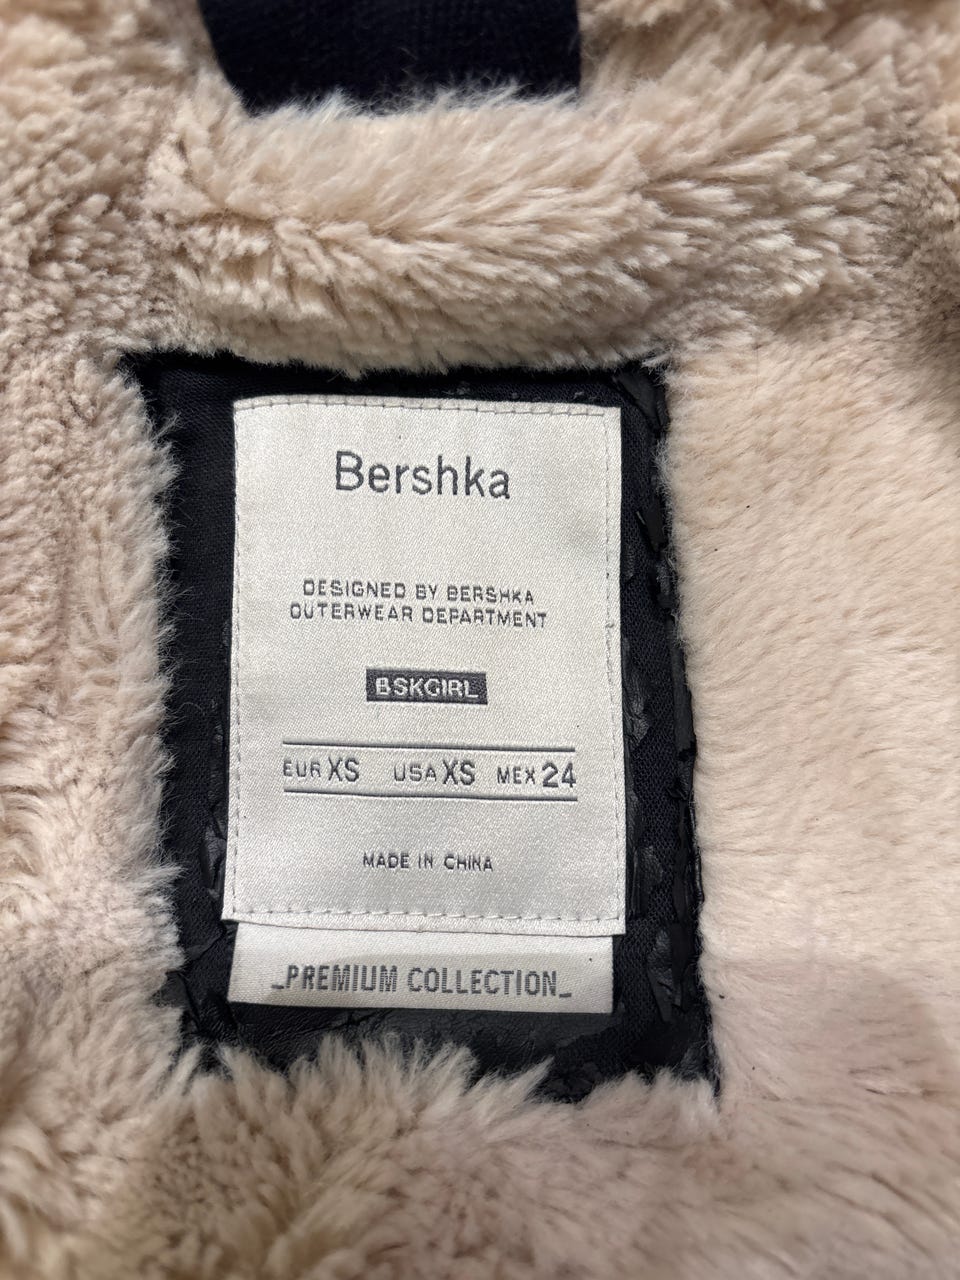 Bershka
DESIGNED BY BERSHKA
OUTERWEAR DEPARTMENT
BSKGIRL
EUR XS USA XS MEX 24
MADE IN CHINA
_PREMIUM COLLECTION_